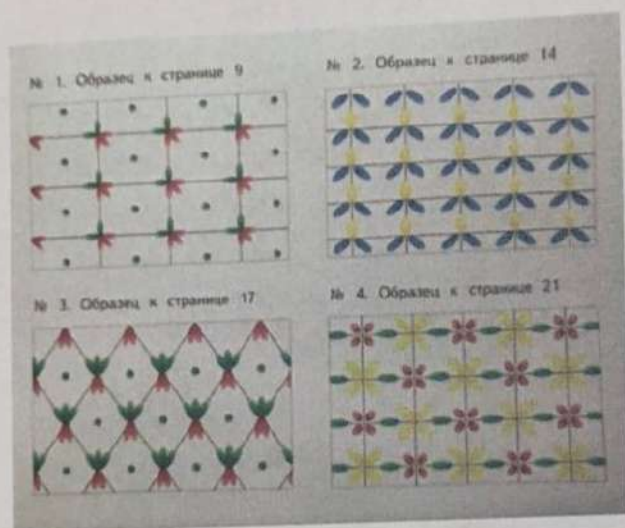 № 1. Образец к странице 9
№ 2. Образец к странице 14
№ 3. Образец к странице 17
№ 4. Образец к странице 21